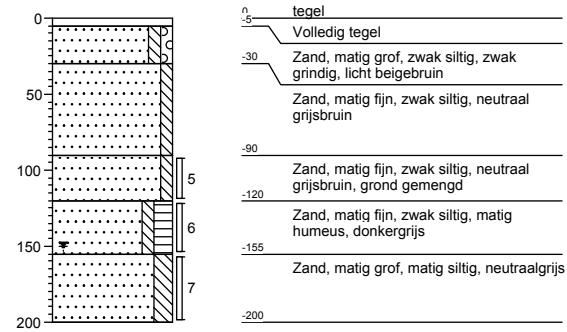 0
50
100
150
200
5
6
7
0 tegel
-5
Volledig tegel
-30
Zand, matig grof, zwak siltig, zwak
grindig, licht beigebruin
Zand, matig fijn, zwak siltig, neutraal
grijsbruin
-90
Zand, matig fijn, zwak siltig, neutraal
grijsbruin, grond gemengd
-120
Zand, matig fijn, zwak siltig, matig
humeus, donkergrijs
-155
Zand, matig grof, matig siltig, neutraalgrijs
-200